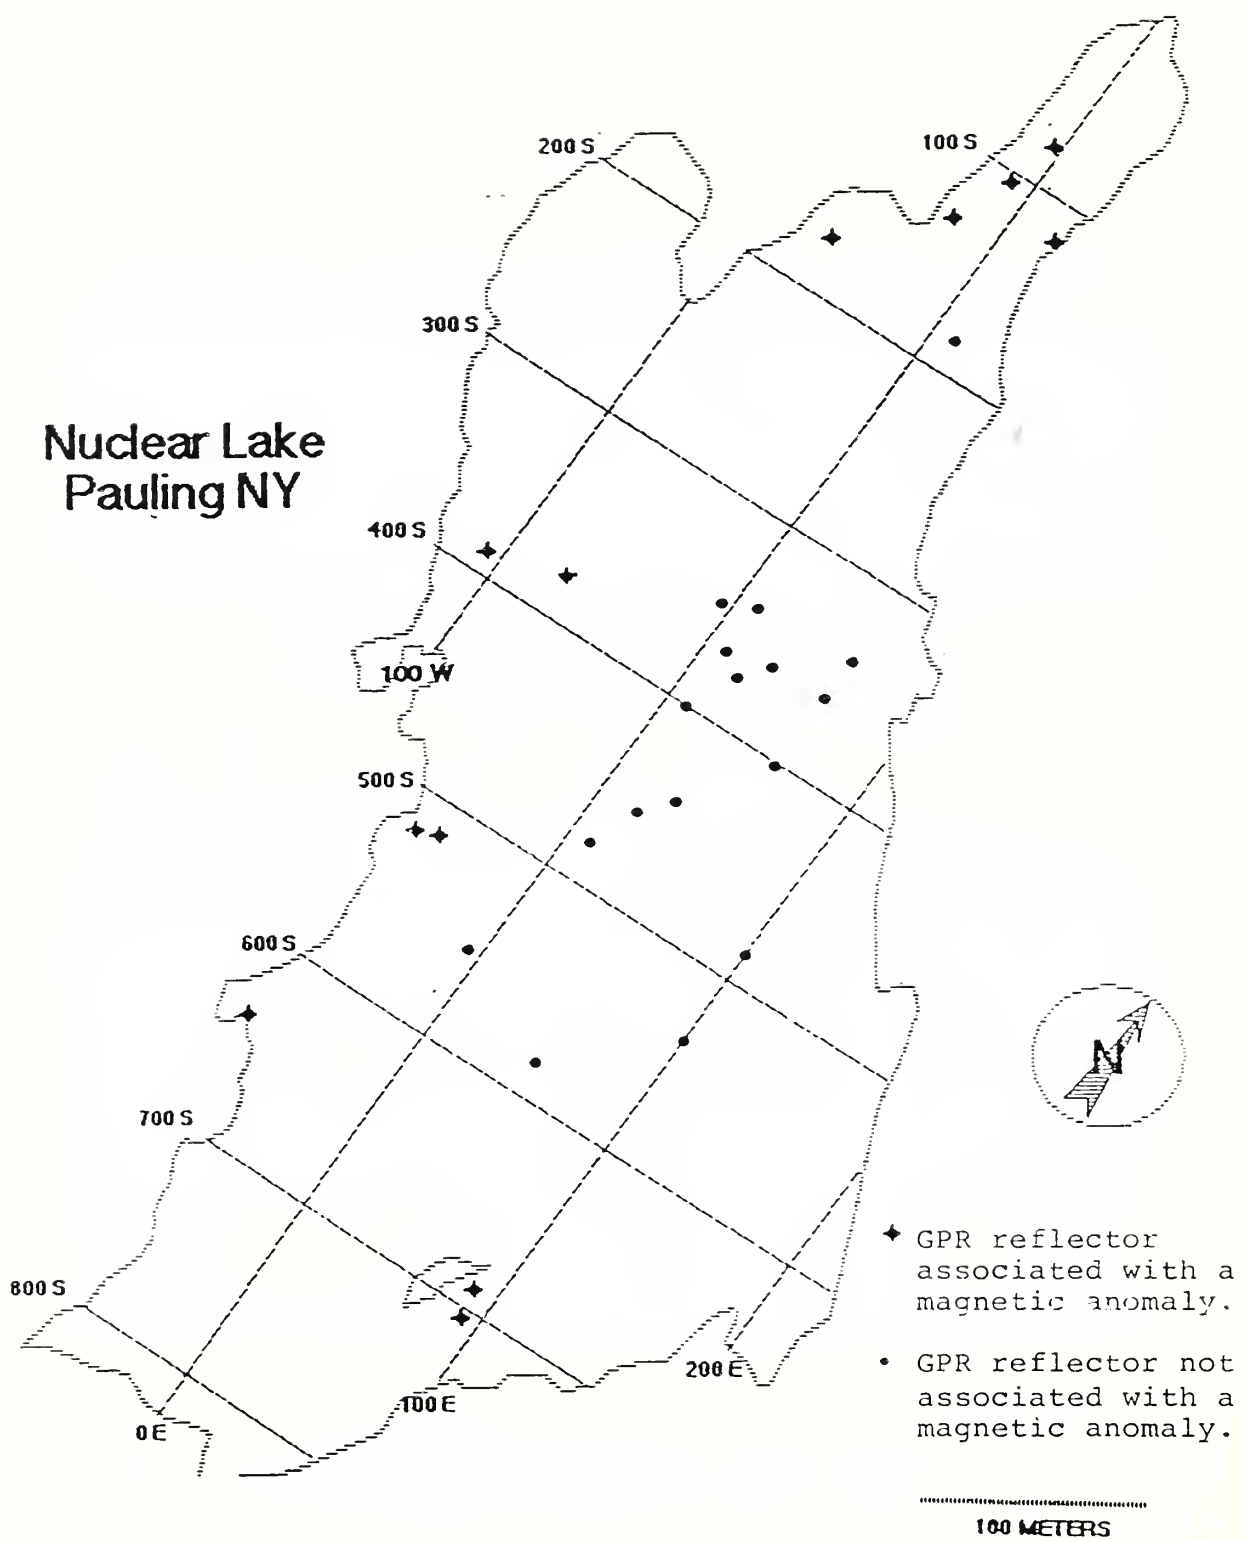 200 S
100 S
300 S
Nuclear Lake
Pauling NY
400 S
100 W
500 S
600 S
N
700 S
GPR reflector
associated with a
magnetic anomaly.
800 S
GPR reflector not
associated with a
magnetic anomaly.
200 E
100 E
0 E
100 METERS